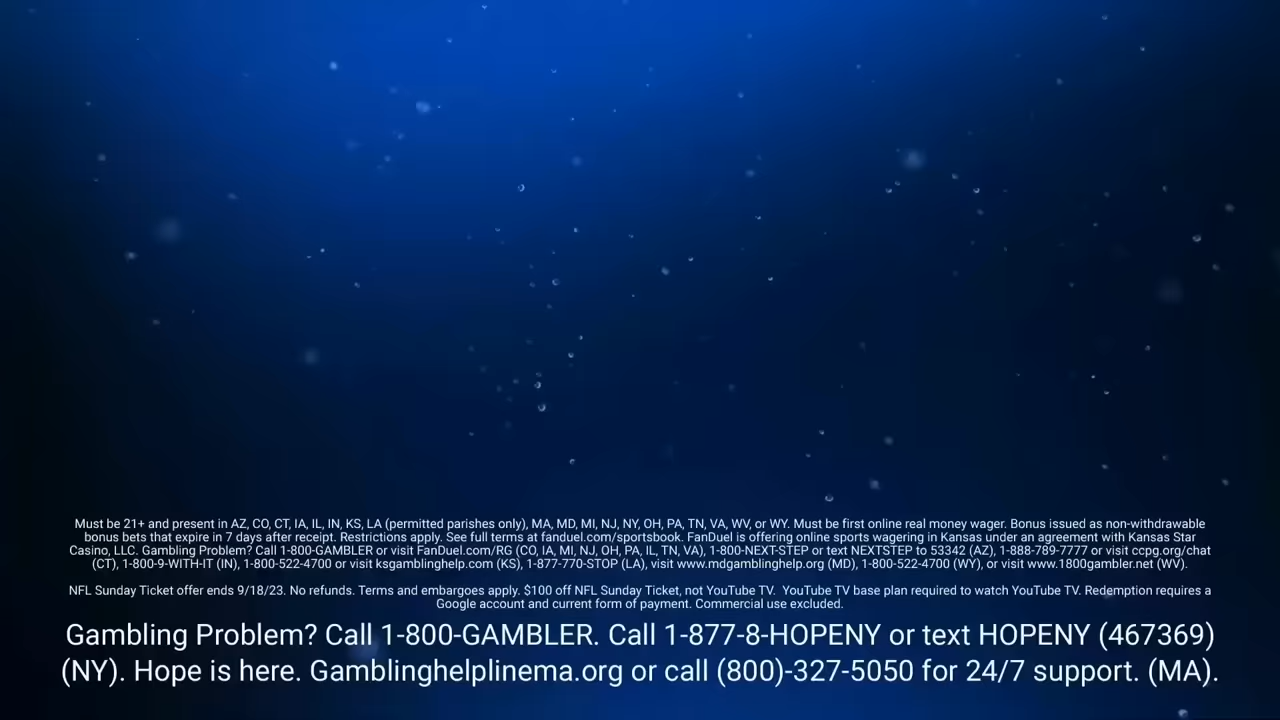 Must be 21+ and present in AZ, CO, CT, IA, IL, IN, KS, LA (permitted parishes only), MA, MD, MI, NJ, NY, OH, PA, TN, VA, WV, or WY. Must be first online real money wager. Bonus issued as non-withdrawable
bonus bets that expire in 7 days after receipt. Restrictions apply. See full terms at fanduel.com/sportsbook. FanDuel is offering online sports wagering in Kansas under an agreement with Kansas Star
Casino, LLC. Gambling Problem? Call 1-800-GAMBLER or visit FanDuel.com/RG (CO, IA, MI, NJ, OH, PA, IL, TN, VA), 1-800-NEXT-STEP or text NEXTSTEP to 53342 (AZ), 1-888-789-7777 or visit ccpg.org/chat
(CT), 1-800-9-WITH-IT (IN), 1-800-522-4700 or visit ksgamblinghelp.com (KS), 1-877-770-STOP (LA), visit www.mdgamblinghelp.org (MD), 1-800-522-4700 (WY), or visit www.1800gambler.net (WV).
NFL Sunday Ticket offer ends 9/18/23. No refunds. Terms and embargoes apply. $100 off NFL Sunday Ticket, not YouTube TV. YouTube TV base plan required to watch YouTube TV. Redemption requires a
Google account and current form of payment. Commercial use excluded.
Gambling Problem? Call 1-800-GAMBLER. Call 1-877-8-HOPENY or text HOPENY (467369)
(NY). Hope is here. Gamblinghelplinema.org or call (800)-327-5050 for 24/7 support. (MA).